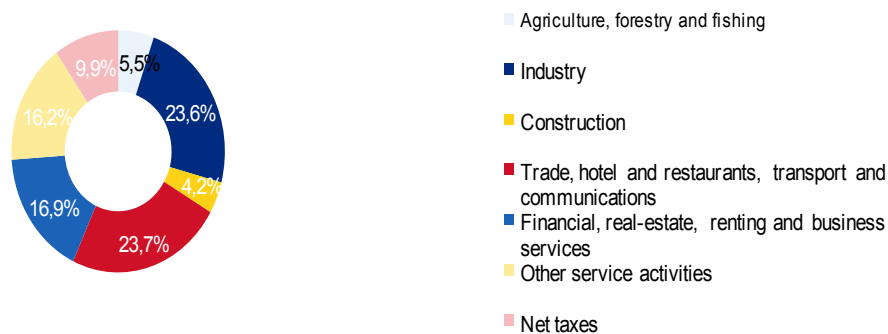 5,5%
23,6%
4,2%
23,7%
16,9%
16,2%
9,9%
Agriculture, forestry and fishing
Industry
Construction
Trade, hotel and restaurants, transport and
communications
Financial, real-estate, renting and business
services
Other service activities
Net taxes